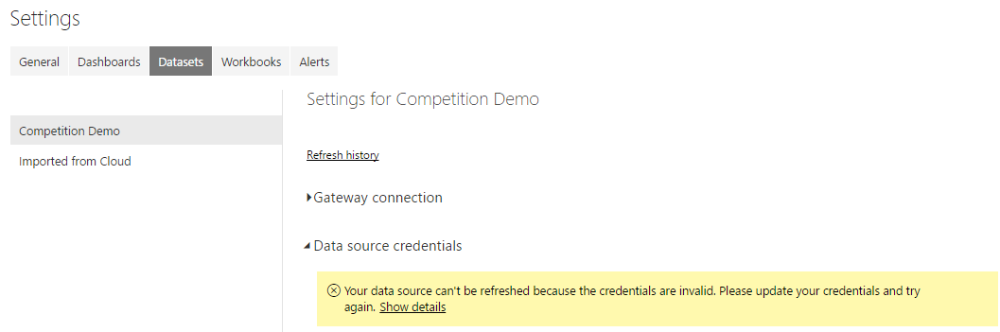 Settings
General Dashboards Datasets Workbooks Alerts
Settings for Competition Demo
Competition Demo
Refresh history
Imported from Cloud
Gateway connection
Data source credentials
Your data source can't be refreshed because the credentials are invalid. Please update your credentials and try
again. Show details